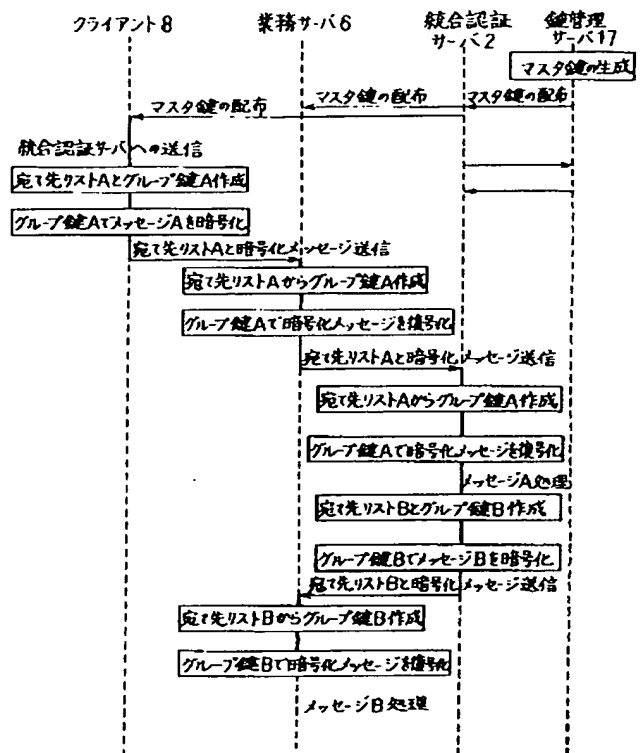 クライアント8
業務サーバ6
統合認証
サーバ2
鍵管理
サーバ17
マスタ鍵の生成
マスタ鍵の配布
マスタ鍵の配布
マスタ鍵の配布
統合認証サーバへの送信
宛て先リストAとグループ鍵A作成
グループ鍵AでメッセージAを暗号化
宛て先リストAと暗号化メッセージ送信
宛て先リストAからグループ鍵A作成
グループ鍵Aで暗号化メッセージを復号化
宛て先リストAと暗号化メッセージ送信
宛て先リストAからグループ鍵A作成
グループ鍵Aで暗号化メッセージを復号化
メッセージA処理
宛て先リストBとグループ鍵B作成
グループ鍵BでメッセージBを暗号化
宛て先リストBと暗号化メッセージ送信
宛て先リストBからグループ鍵B作成
グループ鍵Bで暗号化メッセージを復号化
メッセージB処理